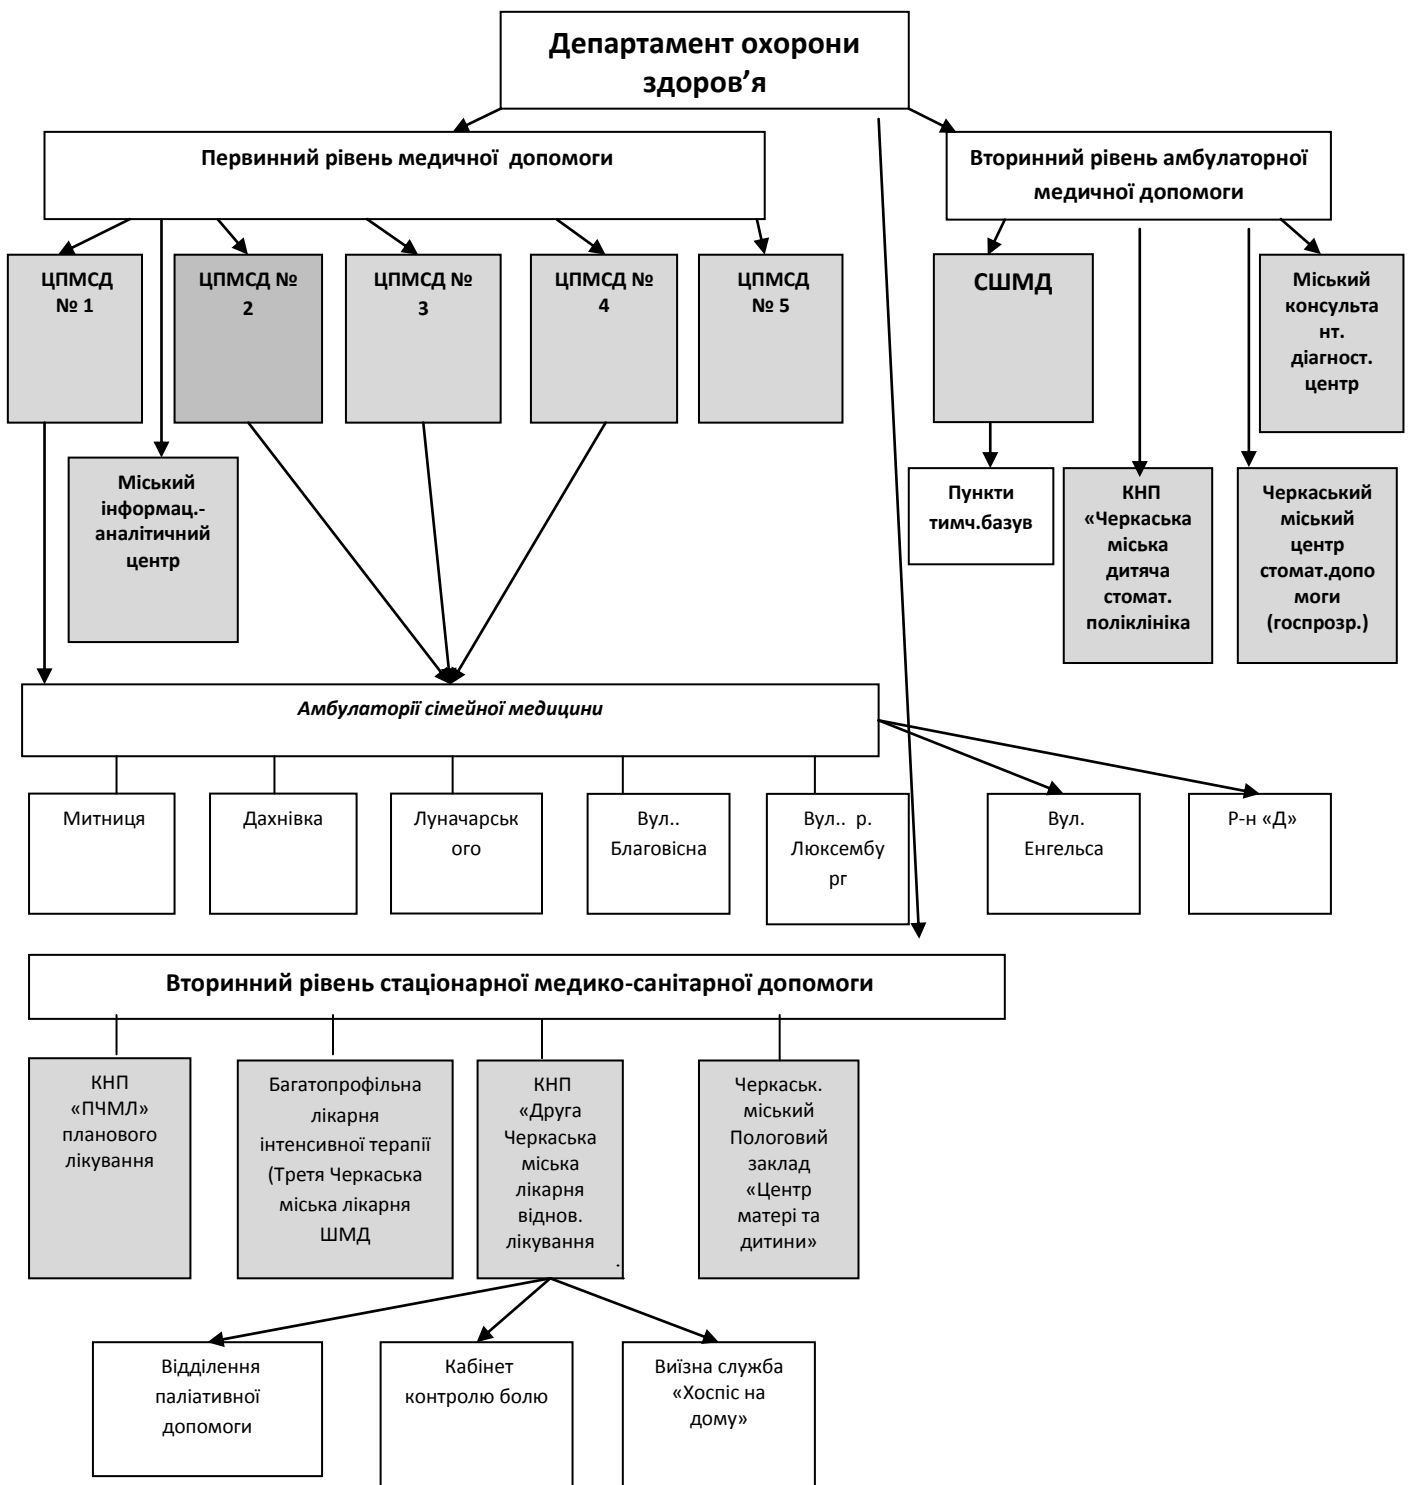 Департамент охорони
здоров’я
Первинний рівень медичної допомоги
Вторинний рівень амбулаторної
медичної допомоги
ЦПМСД
№ 1
ЦПМСД №
2
ЦПМСД №
3
ЦПМСД №
4
ЦПМСД
№ 5
СШМД
Міський
консульта
нт.
діагност.
центр
Міський
інформац.-
аналітичний
центр
Пункти
тимч.базув
КНП
«Черкаська
міська
дитяча
стомат.
поліклініка
Черкаський
міський
центр
стомат.допо
моги
(госпрозр.)
Амбулаторії сімейної медицини
Митниця
Дахнівка
Луначарськ
ого
Вул..
Благовісна
Вул.. р.
Люксембу
рг
Вул.
Енгельса
Р-н «Д»
Вторинний рівень стаціонарної медико-санітарної допомоги
КНП
«ПЧМЛ»
планового
лікування
Багатопрофільна
лікарня
інтенсивної терапії
(Третя Черкаська
міська лікарня
ШМД
КНП
«Друга
Черкаська
міська
лікарня
віднов.
лікування
.
Черкаськ.
міський
Пологовий
заклад
«Центр
матері та
дитини»
Відділення
паліативної
допомоги
Кабінет
контролю болю
Виїзна служба
«Хоспіс на
дому»